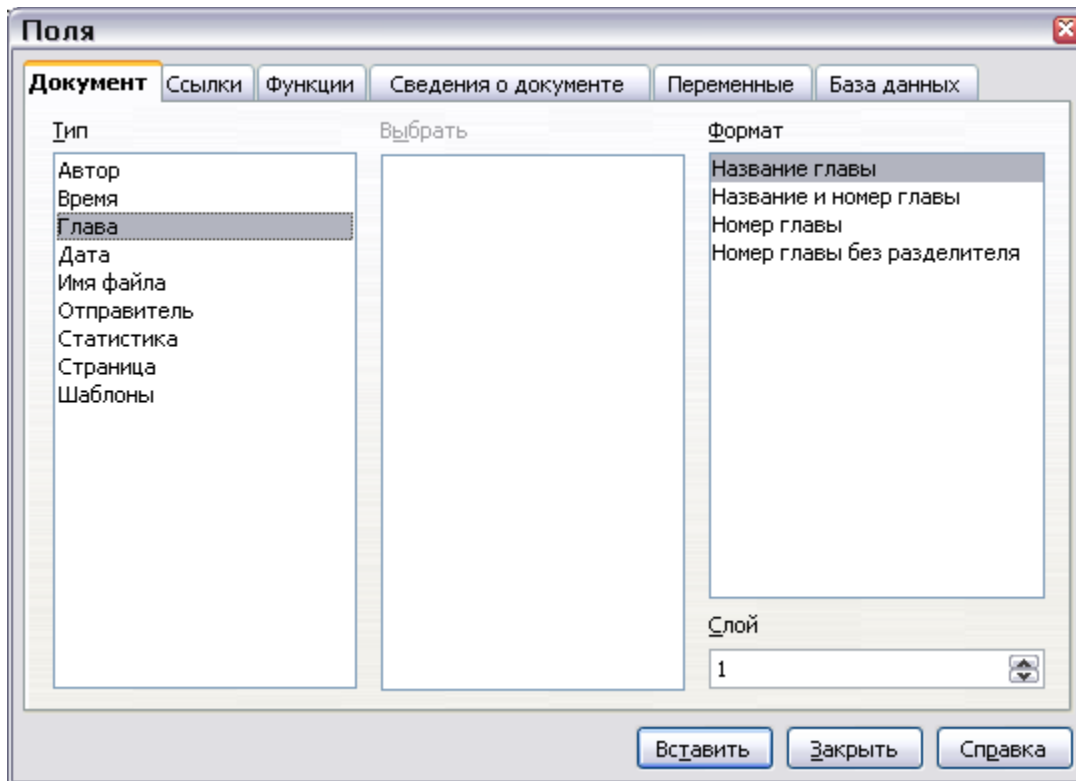 Поля
Документ Ссылки Функции Сведения о документе Переменные База данных
Тип
Автор
Время
Глава
Дата
Имя файла
Отправитель
Статистика
Страница
Шаблоны
Выбрать
Формат
Название главы
Название и номер главы
Номер главы
Номер главы без разделителя
Слой
1
Вставить Закрыть Справка